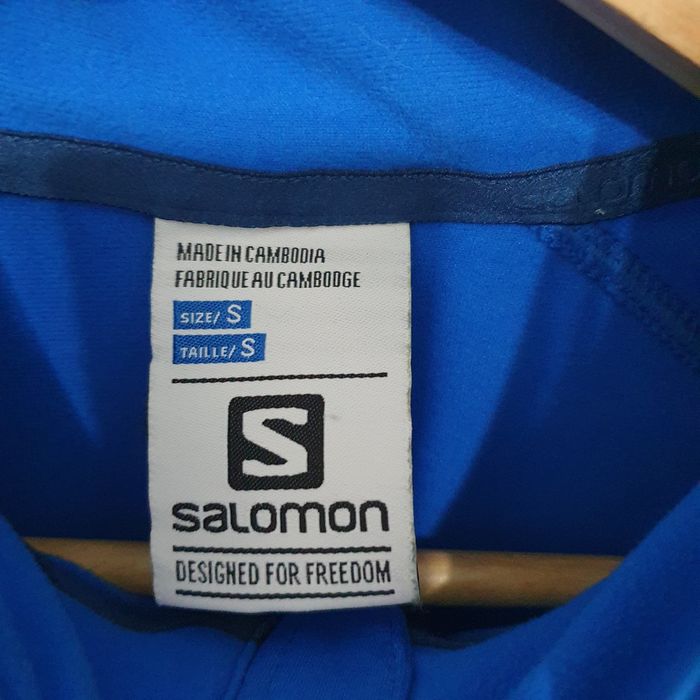 MADE IN CAMBODIA
FABRIQUE AU CAMBODGE
SIZE/ S
TAILLE/ S
S
SALOMON
DESIGNED FOR FREEDOM